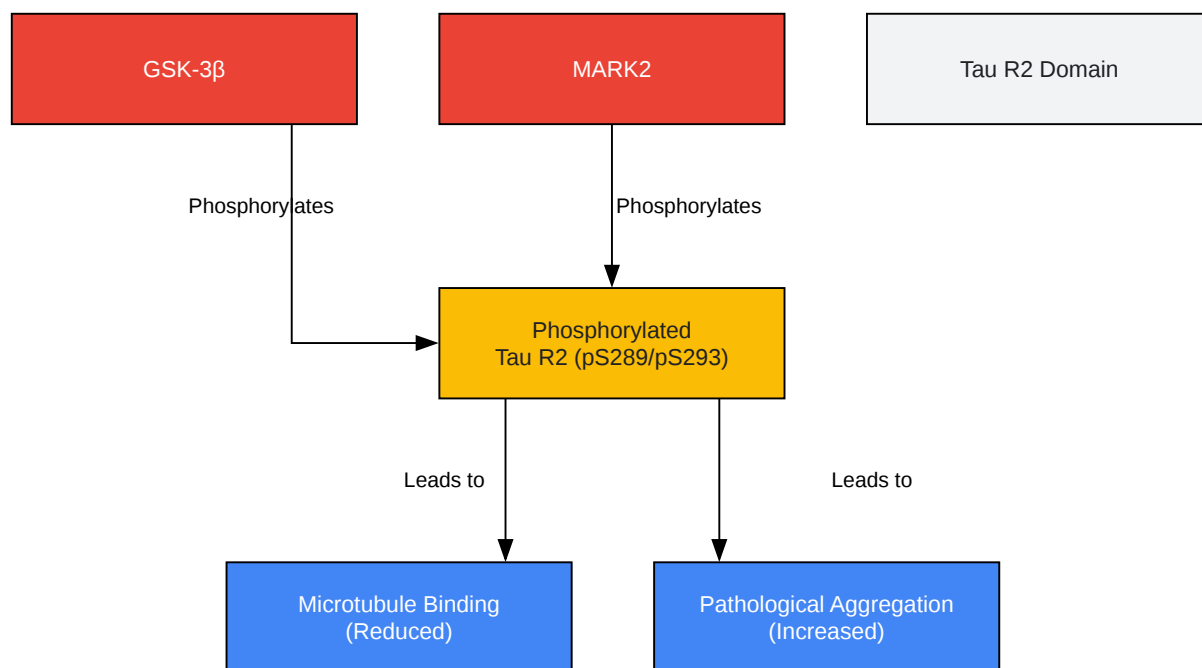 GSK-3β
MARK2
Tau R2 Domain
Phosphorylates
Phosphorylates
Phosphorylated
Tau R2 (pS289/pS293)
Leads to
Leads to
Microtubule Binding
(Reduced)
Pathological Aggregation
(Increased)